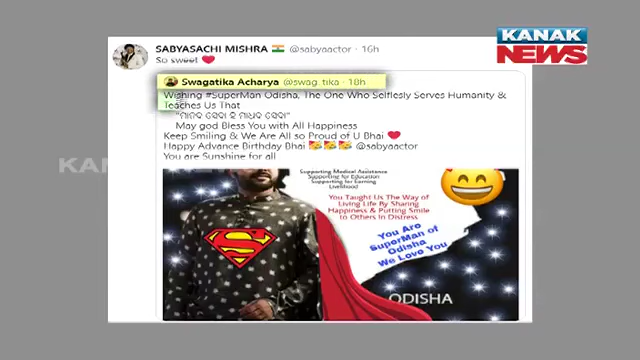 KANAK
NEWS
SABYASACHI MISHRA @sabyaactor · 16h
So sweet
Swagatika Acharya @swag_tika · 18h
Wishing #SuperMan Odisha, The One Who Selflesly Serves Humanity &
Teaches Us That
"ମାନବ ସେବା ହିଁ ମାଧବ ସେବା"
May god Bless You with All Happiness
Keep Smiling & We Are All so Proud of U Bhai
Happy Advance Birthday Bhai @sabyaactor
You are Sunshine for all
Supporting Medical Assistance
Supporting for Education
Supporting for Earning
Livelihood
You Taught Us The Way of
Living Life By Sharing
Happiness & Putting Smile
to Others In Distress
You Are
SuperMan of
Odisha
We Love You
S
ODISHA